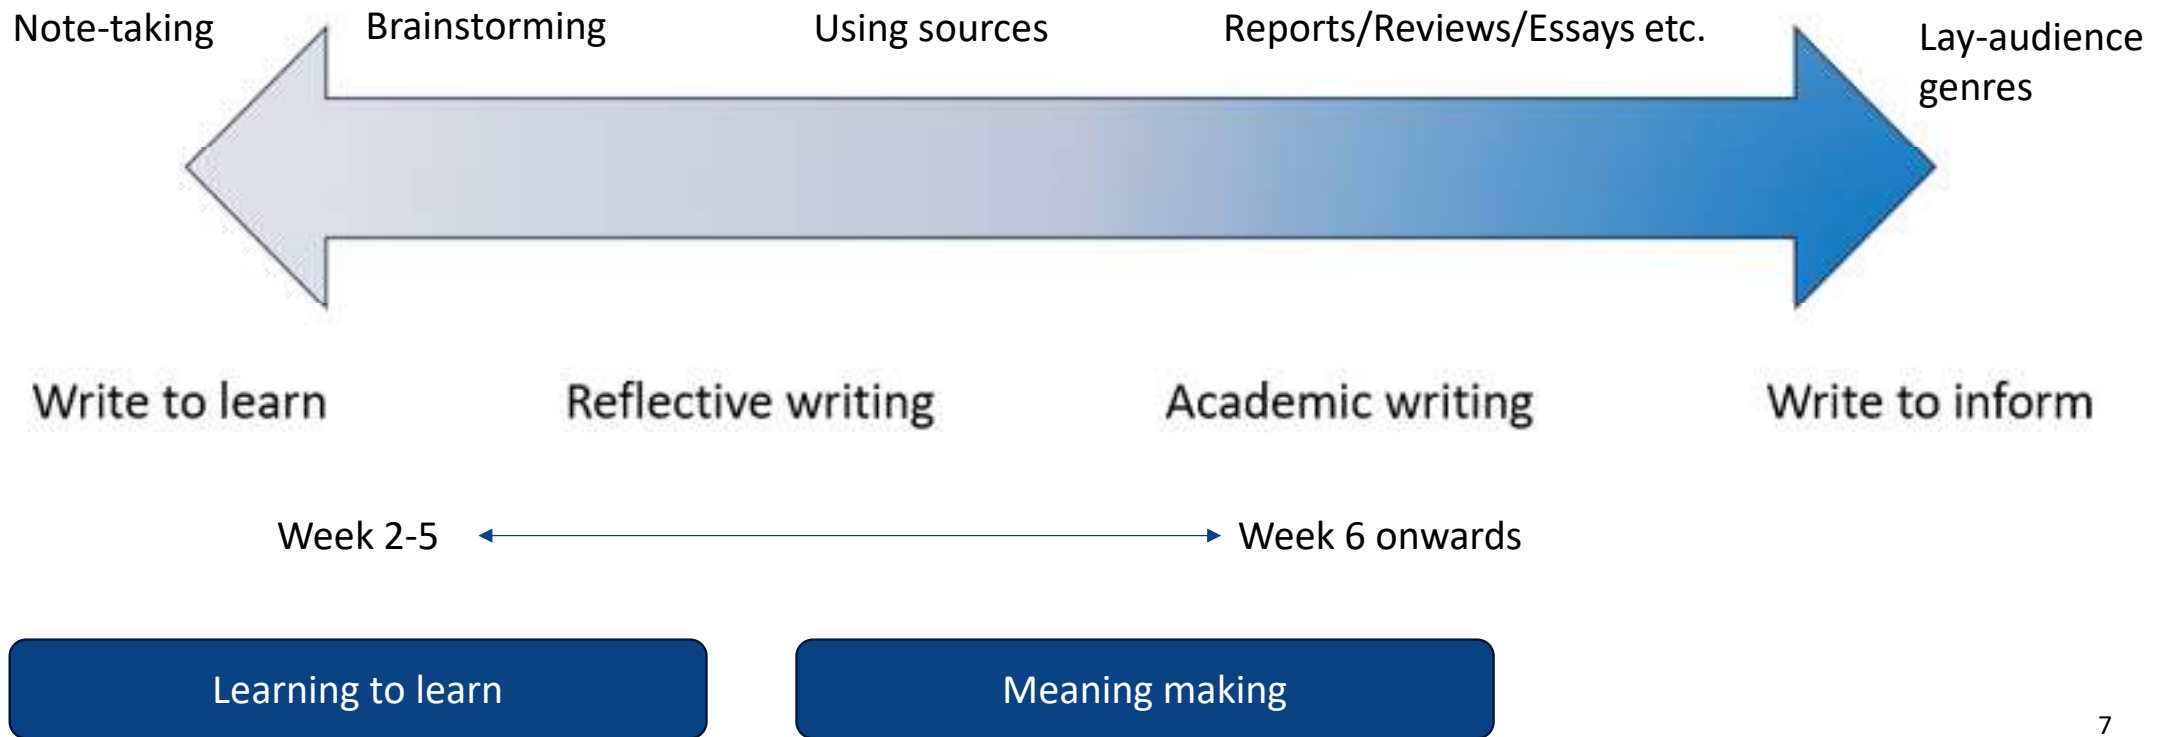 Note-taking
Brainstorming
Using sources
Reports/Reviews/Essays etc.
Lay-audience
genres
Write to learn
Reflective writing
Academic writing
Write to inform
Week 2-5
Week 6 onwards
Learning to learn
Meaning making
7